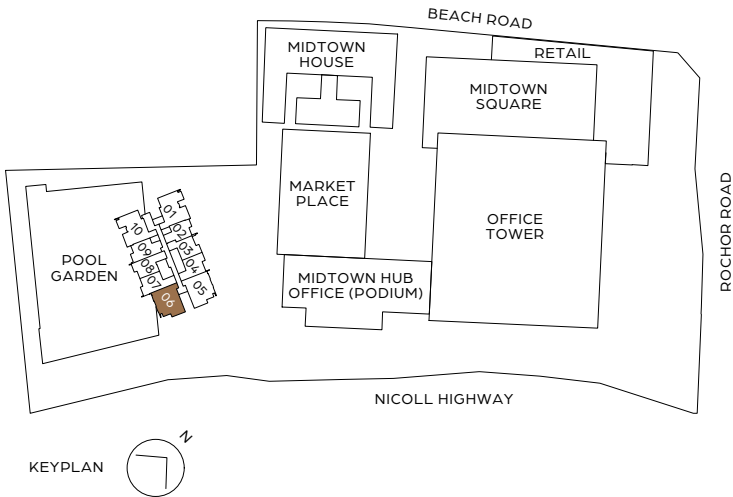 BEACH ROAD
MIDTOWN
HOUSE
RETAIL
MIDTOWN
SQUARE
MARKET
PLACE
OFFICE
TOWER
ROCHOR ROAD
01
10
02
09
03
08
04
07
05
06
POOL
GARDEN
MIDTOWN HUB
OFFICE (PODIUM)
NICOLL HIGHWAY
N
KEYPLAN